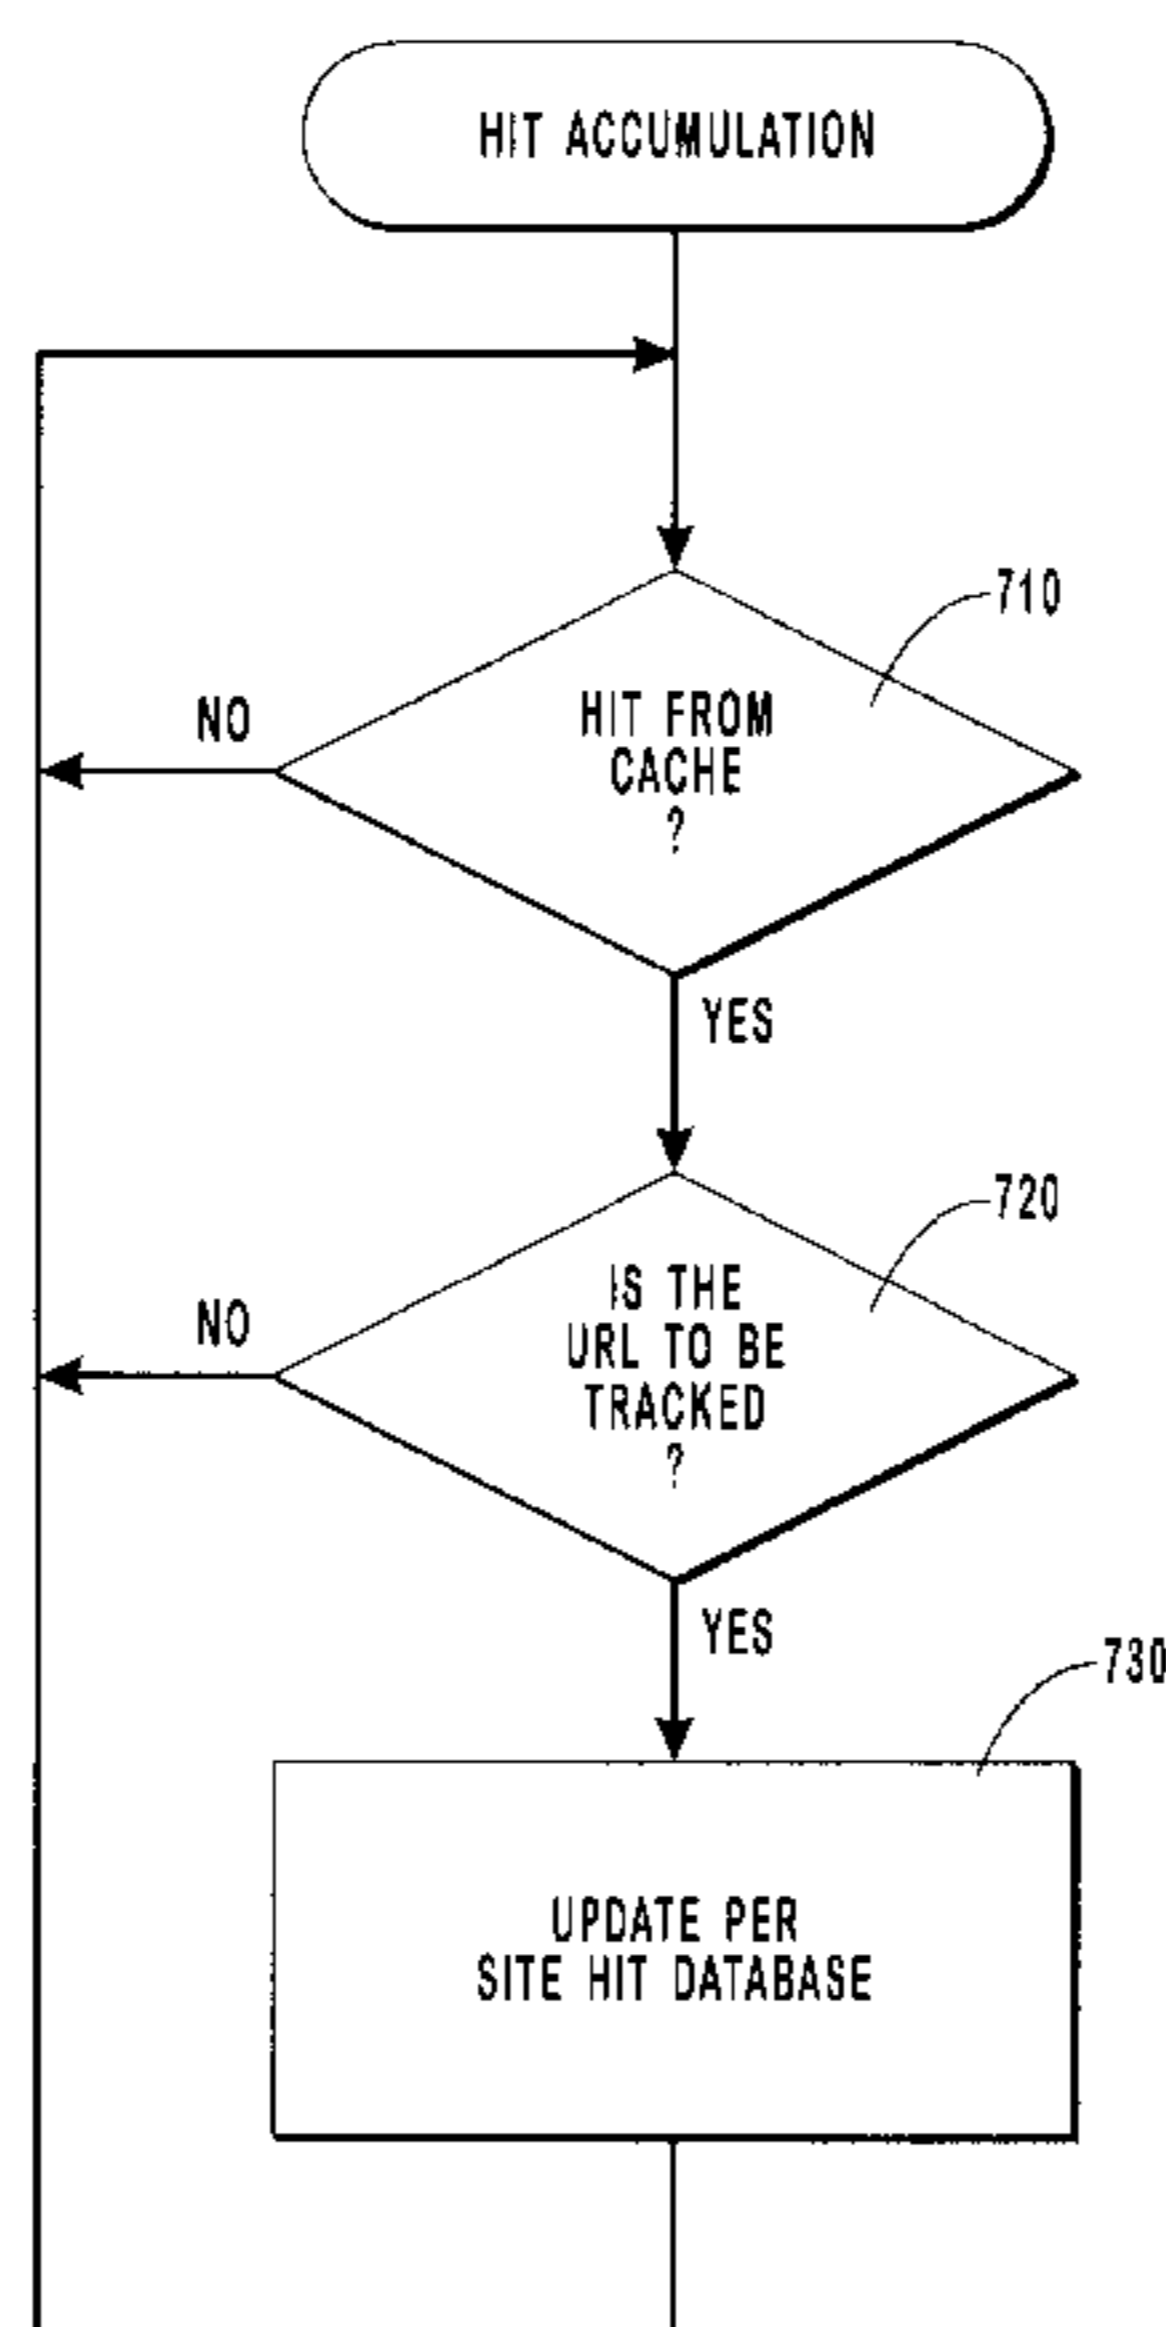 HIT ACCUMULATION
710
NO
HIT FROM
CACHE
?
YES
720
NO
IS THE
URL TO BE
TRACKED
?
YES
730
UPDATE PER
SITE HIT DATABASE